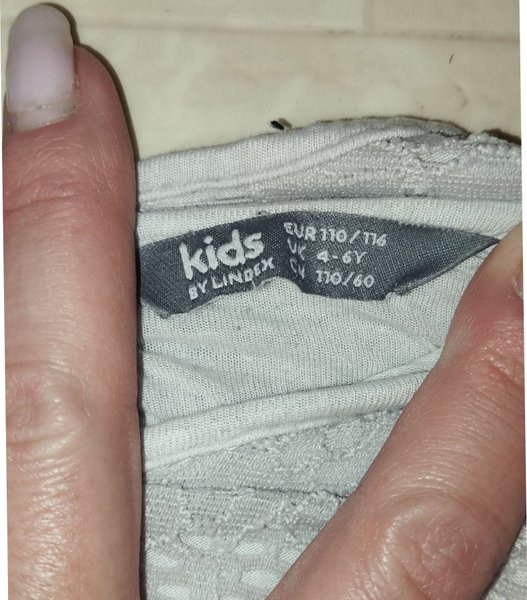 kids
BY LINDEX
EUR 110/116
UK 4-6Y
CN 110/60